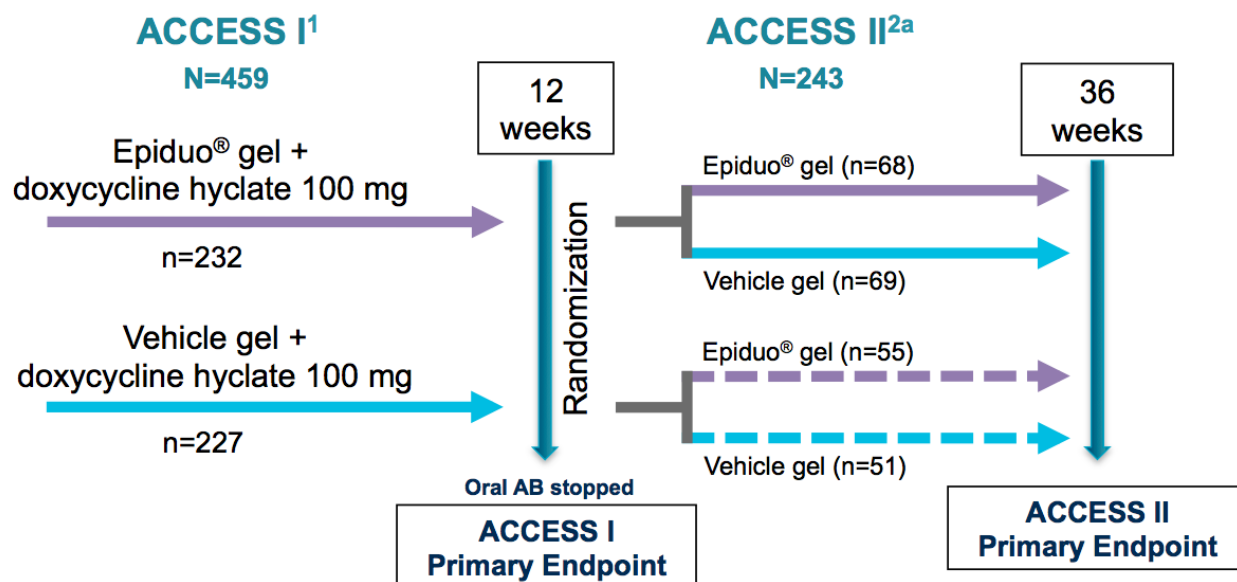 ACCESS I¹
N=459
12
weeks
Epiduo® gel +
doxycycline hyclate 100 mg
n=232
Vehicle gel +
doxycycline hyclate 100 mg
n=227
Randomization
Oral AB stopped
ACCESS I
Primary Endpoint
ACCESS II²ᵃ
N=243
36
weeks
Epiduo® gel (n=68)
Vehicle gel (n=69)
Epiduo® gel (n=55)
Vehicle gel (n=51)
ACCESS II
Primary Endpoint